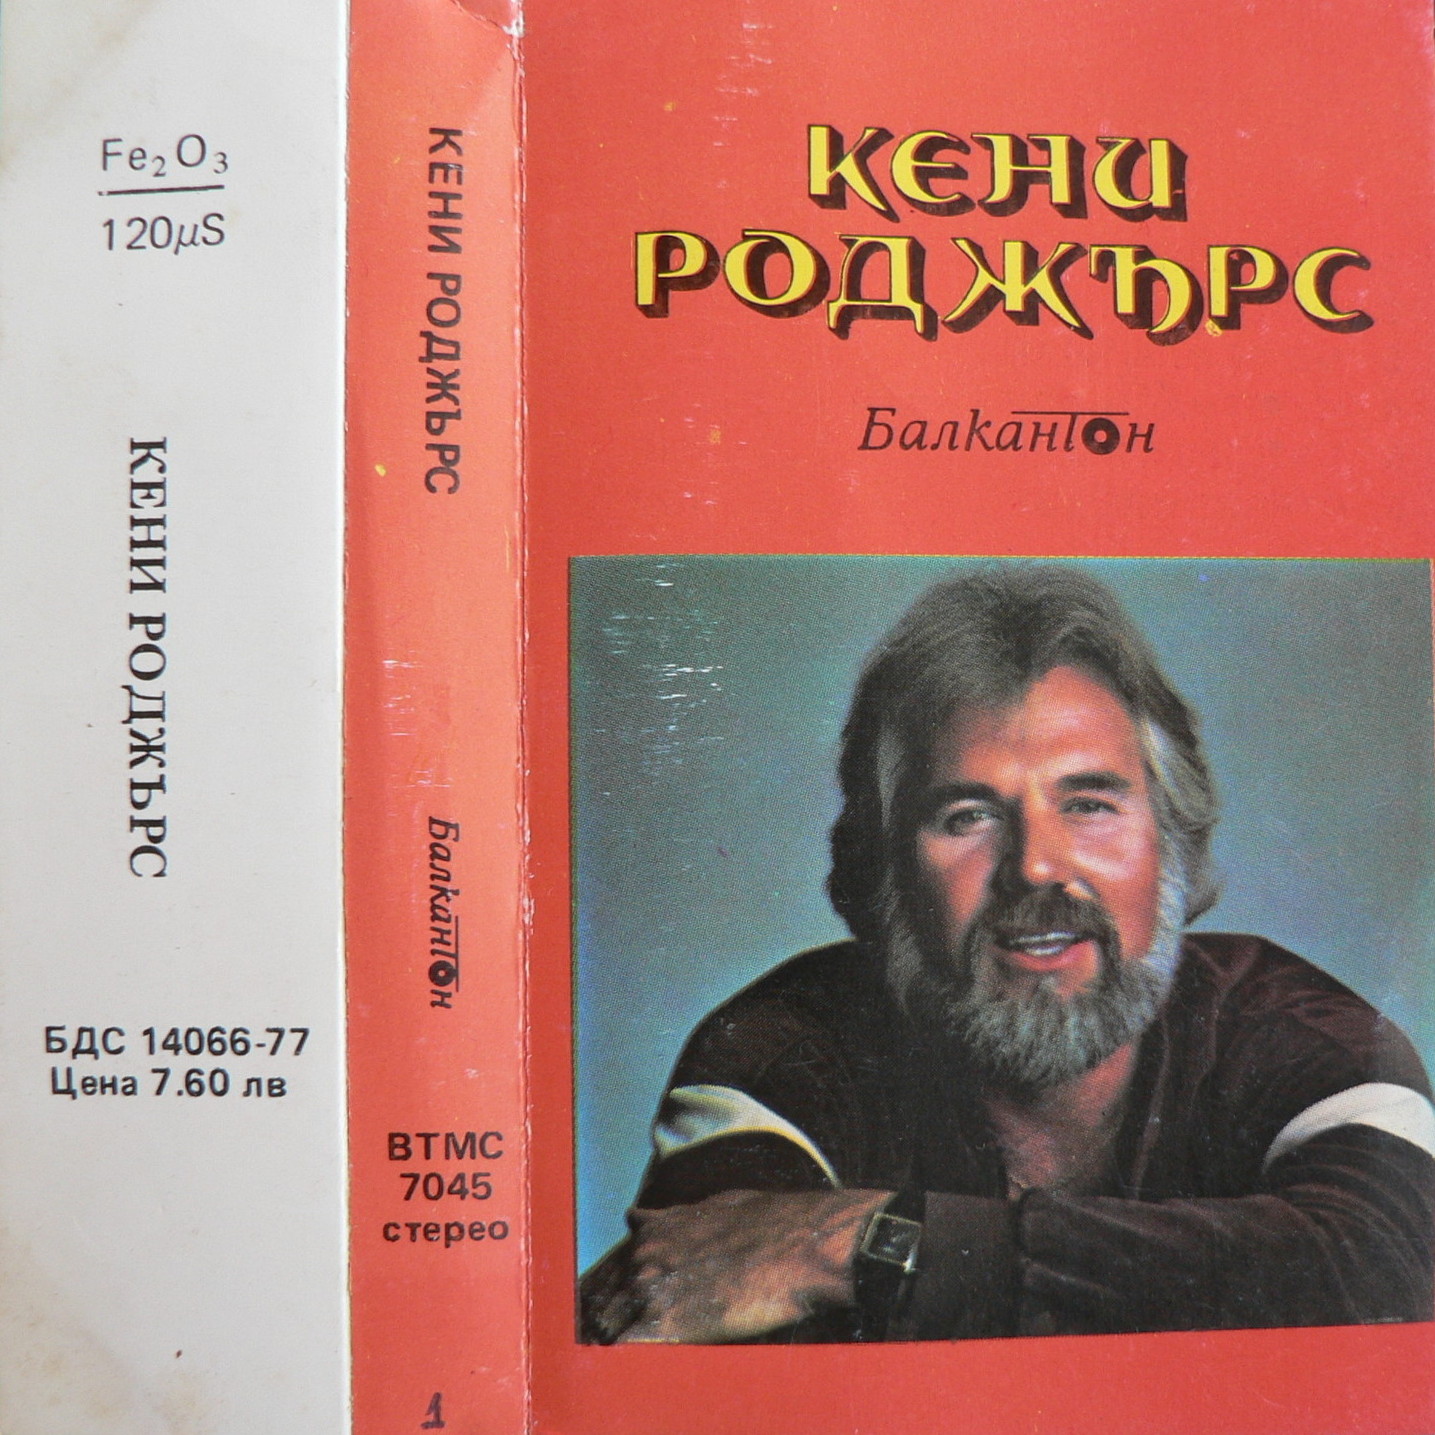 Fe₂O₃
120µS
КЕНИ РОДЖЪРС
БДС 14066-77
Цена 7.60 лв
КЕНИ РОДЖЪРС
Балкантон
ВТМС
7045
стерео
1
КЕНИ
РОДЖЪРС
Балкантон